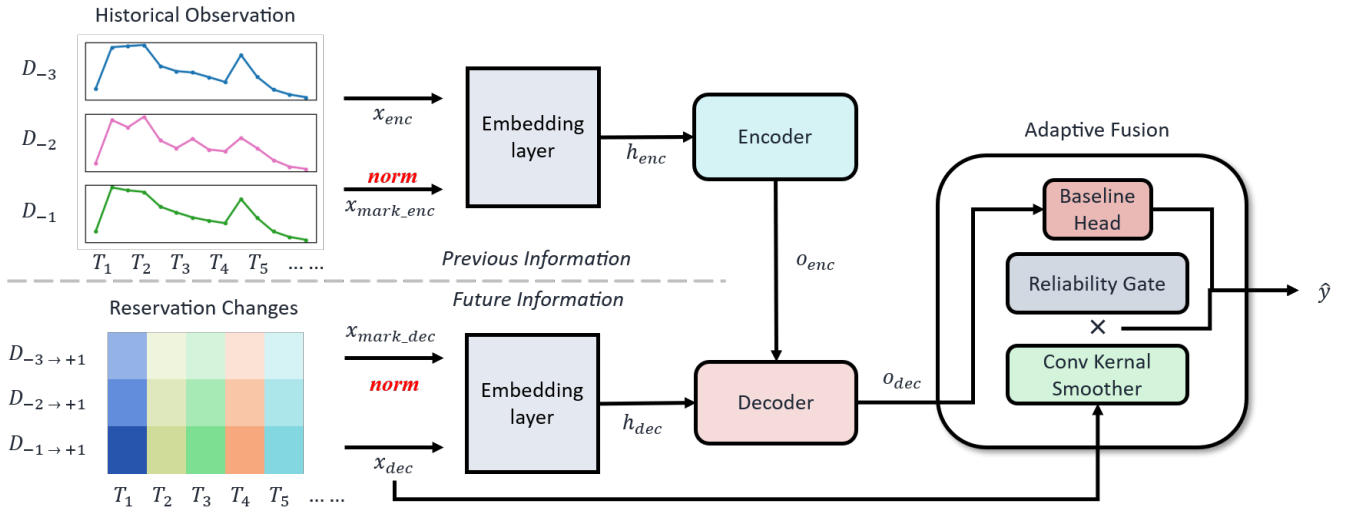 Historical Observation
D₋₃
D₋₂
D₋₁
T₁ T₂ T₃ T₄ T₅ ... ...
x_enc
norm
x_mark_enc
Embedding
layer
h_enc
Encoder
Previous Information
o_enc
Future Information
Reservation Changes
D₋₃→₊₁
D₋₂→₊₁
D₋₁→₊₁
T₁ T₂ T₃ T₄ T₅ ... ...
x_mark_dec
norm
x_dec
Embedding
layer
h_dec
Decoder
o_dec
Adaptive Fusion
Baseline
Head
Reliability Gate
×
Conv Kernal
Smoother
ŷ